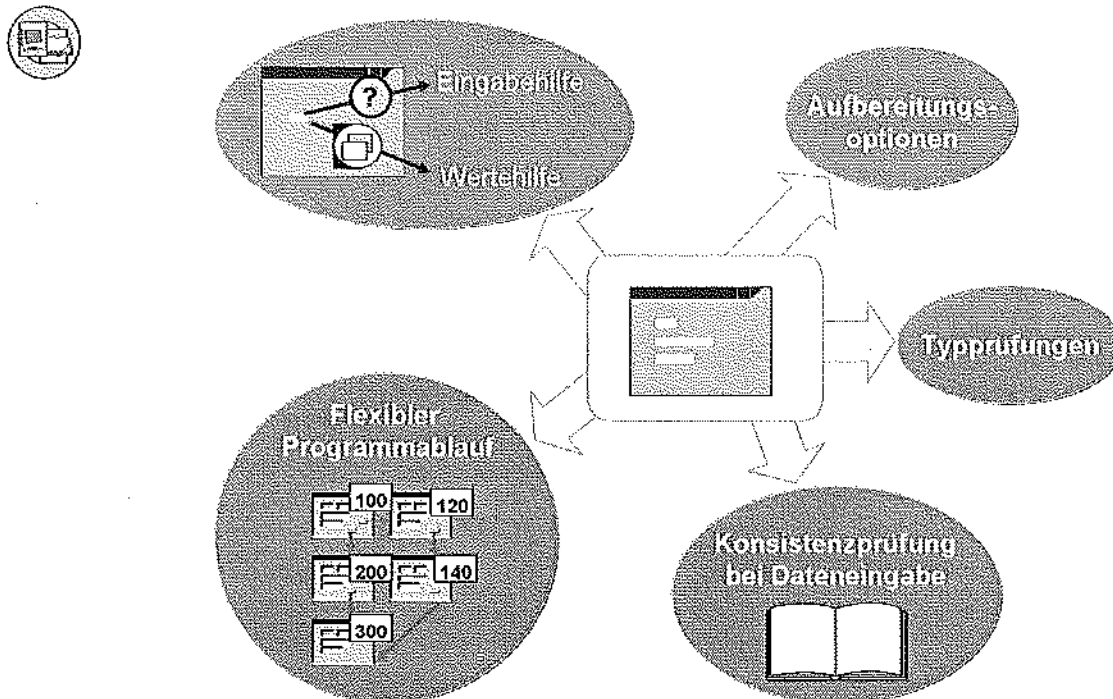 ?
Eingabehilfe
Wertehilfe
Aufbereitungs-
optionen
Typprüfungen
Flexibler
Programmablauf
100
120
200
140
300
Konsistenzprüfung
bei Dateneingabe